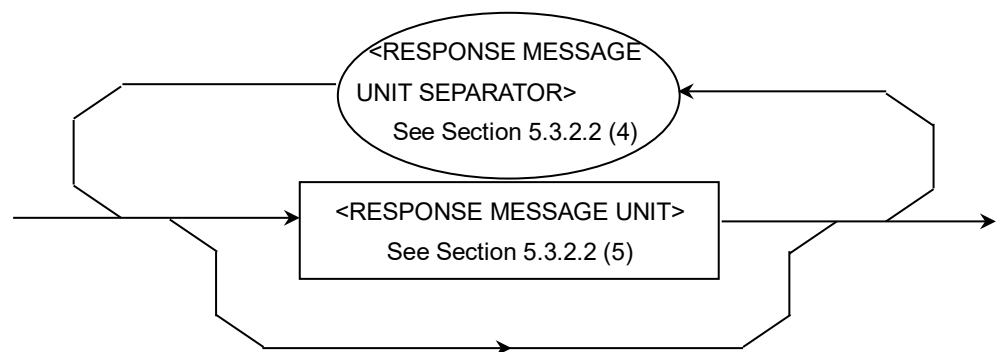 <RESPONSE MESSAGE
UNIT SEPARATOR>
See Section 5.3.2.2 (4)
<RESPONSE MESSAGE UNIT>
See Section 5.3.2.2 (5)